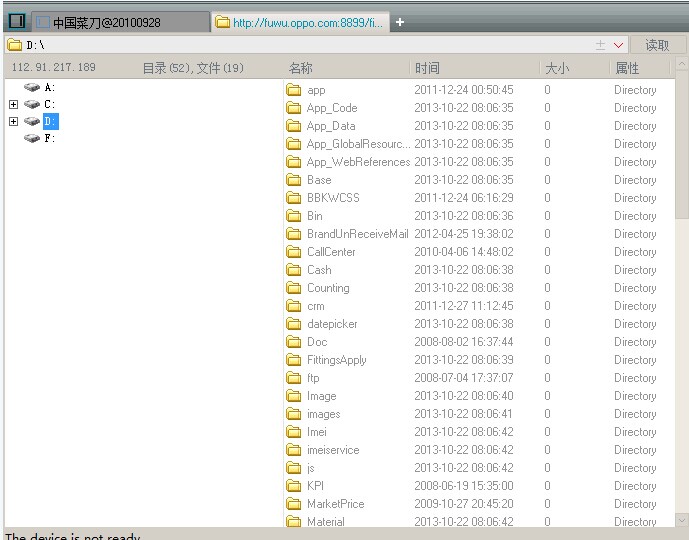 中国菜刀@20100928 http://fuwu.oppo.com:8899/fi... +
D:\ 读取
112.91.217.189 目录(52),文件(19) 名称 时间 大小 属性
A:
C:
D:
F:
app 2011-12-24 00:50:45 0 Directory
App_Code 2013-10-22 08:06:35 0 Directory
App_Data 2013-10-22 08:06:35 0 Directory
App_GlobalResourc... 2013-10-22 08:06:35 0 Directory
App_WebReferences 2013-10-22 08:06:35 0 Directory
Base 2013-10-22 08:06:35 0 Directory
BBKWCSS 2011-12-24 06:16:29 0 Directory
Bin 2013-10-22 08:06:36 0 Directory
BrandUnReceiveMail 2012-04-25 19:38:02 0 Directory
CallCenter 2010-04-06 14:48:02 0 Directory
Cash 2013-10-22 08:06:38 0 Directory
Counting 2013-10-22 08:06:38 0 Directory
crm 2011-12-27 11:12:45 0 Directory
datepicker 2013-10-22 08:06:38 0 Directory
Doc 2008-08-02 16:37:44 0 Directory
FittingsApply 2013-10-22 08:06:39 0 Directory
ftp 2008-07-04 17:37:07 0 Directory
Image 2013-10-22 08:06:40 0 Directory
images 2013-10-22 08:06:41 0 Directory
Imei 2013-10-22 08:06:42 0 Directory
imeiservice 2013-10-22 08:06:42 0 Directory
js 2013-10-22 08:06:42 0 Directory
KPI 2008-06-19 15:35:00 0 Directory
MarketPrice 2009-10-27 20:45:20 0 Directory
Material 2013-10-22 08:06:42 0 Directory
The device is not ready